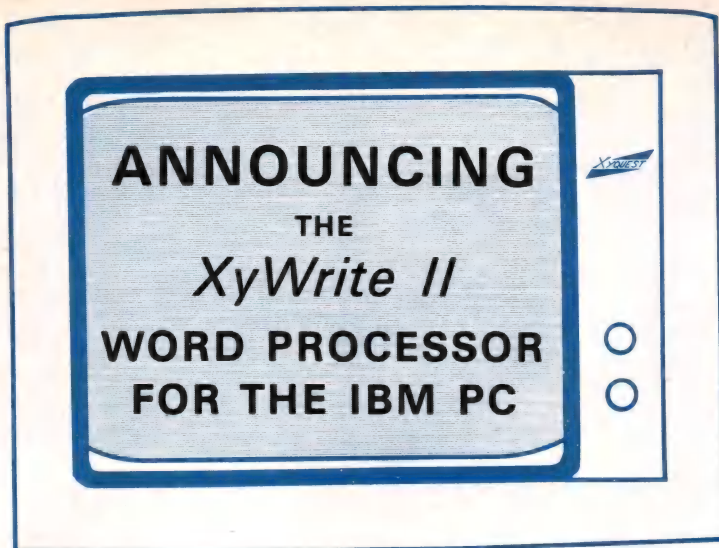 ANNOUNCING
THE
XyWrite II
WORD PROCESSOR
FOR THE IBM PC
XYQUEST